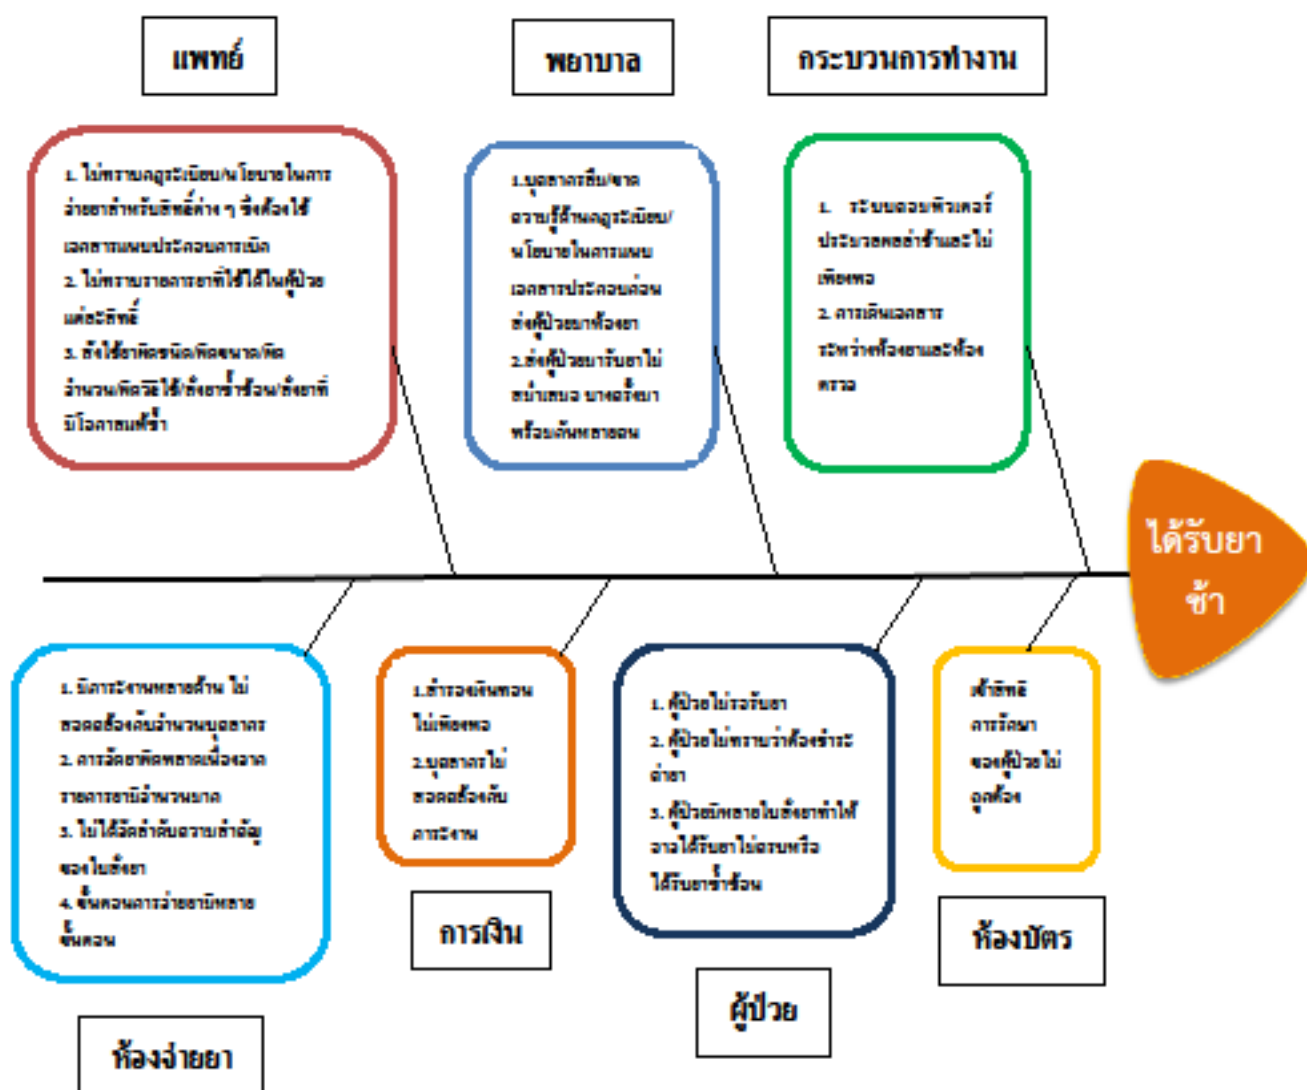 แพทย์
พยาบาล
กระบวนการทำงาน
1. ไม่ทราบกฎระเบียบ/นโยบายในการ
จ่ายยาสำหรับสิทธิ์ต่าง ๆ ซึ่งต้องใช้
เอกสารแนบประกอบการเบิก
2. ไม่ทราบรายการยาที่ใช้ได้ในผู้ป่วย
แต่ละสิทธิ์
3. สั่งใช้ยาผิดชนิด/ผิดขนาด/ผิด
จำนวน/ผิดวิธีใช้/สั่งยาซ้ำซ้อน/สั่งยาที่
มีโอกาสแพ้ซ้ำ
1.บุคลากรลืม/ขาด
ความรู้ด้านกฎระเบียบ/
นโยบายในการแนบ
เอกสารประกอบก่อน
ส่งผู้ป่วยมาห้องยา
2.ส่งผู้ป่วยมารับยาไม่
สม่ำเสมอ บางครั้งมา
พร้อมกันหลายคน
1. ระบบคอมพิวเตอร์
ประมวลผลล่าช้าและไม่
เพียงพอ
2. การเดินเอกสาร
ระหว่างห้องยาและห้อง
ตรวจ
ได้รับยา
ช้า
1. มีภาระงานหลายด้าน ไม่
สอดคล้องกับจำนวนบุคลากร
2. การจัดยาผิดพลาดเนื่องจาก
รายการยามีจำนวนมาก
3. ไม่ได้จัดลำดับความสำคัญ
ของใบสั่งยา
4. ขั้นตอนการจ่ายยามีหลาย
ขั้นตอน
1.สำรองเงินทอน
ไม่เพียงพอ
2.บุคลากรไม่
สอดคล้องกับ
ภาระงาน
1. ผู้ป่วยไม่รอรับยา
2. ผู้ป่วยไม่ทราบว่าต้องชำระ
ค่ายา
3. ผู้ป่วยมีหลายใบสั่งยาทำให้
อาจได้รับยาไม่ครบหรือ
ได้รับยาซ้ำซ้อน
เข้าสิทธิ
การรักษา
ของผู้ป่วยไม่
ถูกต้อง
ห้องจ่ายยา
การเงิน
ผู้ป่วย
ห้องบัตร